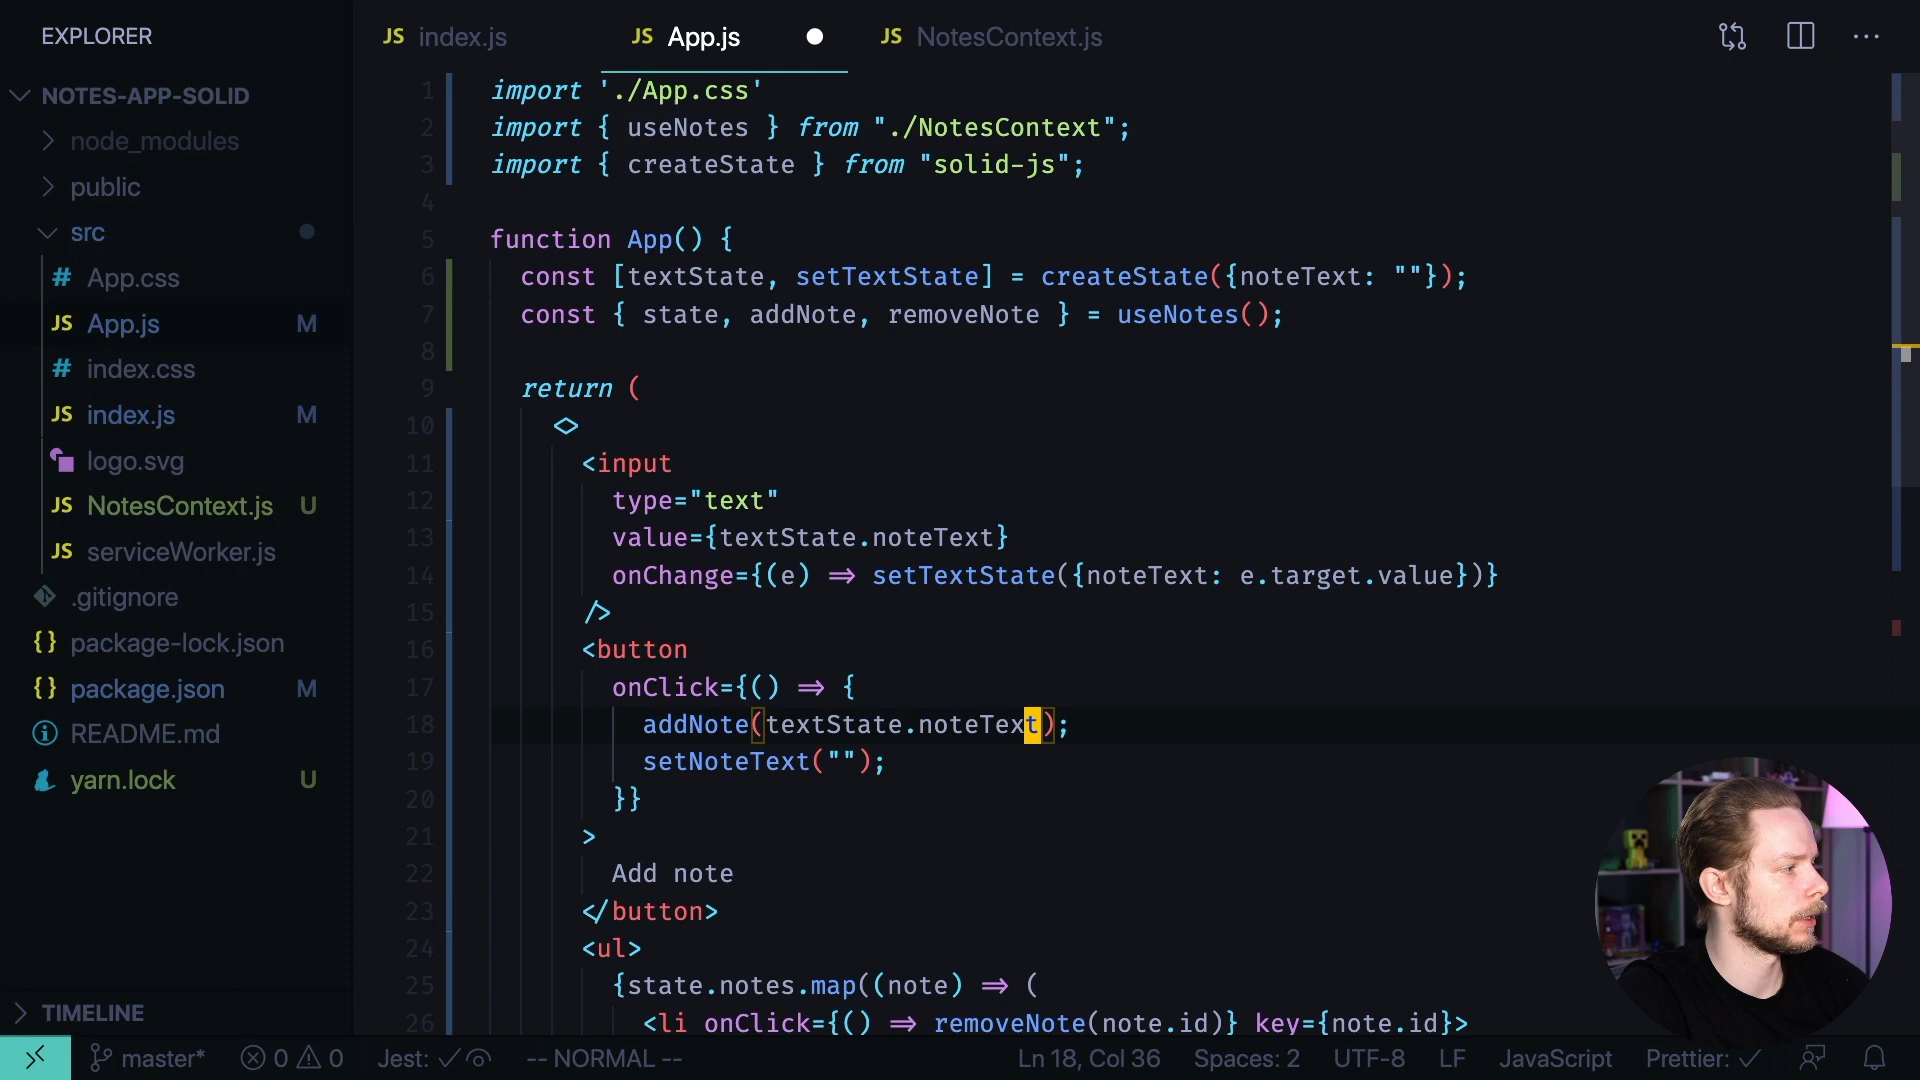 EXPLORER
NOTES-APP-SOLID
node_modules
public
src
# App.css
JS App.js M
# index.css
JS index.js M
logo.svg
JS NotesContext.js U
JS serviceWorker.js
.gitignore
{} package-lock.json
{} package.json M
README.md
yarn.lock U
TIMELINE
JS index.js
JS App.js
JS NotesContext.js
1 import './App.css'
2 import { useNotes } from "./NotesContext";
3 import { createState } from "solid-js";
4
5 function App() {
6 const [textState, setTextState] = createState({noteText: ""});
7 const { state, addNote, removeNote } = useNotes();
8
9 return (
10 <>
11 <input
12 type="text"
13 value={textState.noteText}
14 onChange={(e) => setTextState({noteText: e.target.value})}
15 />
16 <button
17 onClick={() => {
18 addNote(textState.noteText);
19 setNoteText("");
20 }}
21 >
22 Add note
23 </button>
24 <ul>
25 {state.notes.map((note) => (
26 <li onClick={() => removeNote(note.id)} key={note.id}>
master* 0 0 Jest: -- NORMAL -- Ln 18, Col 36 Spaces: 2 UTF-8 LF JavaScript Prettier: